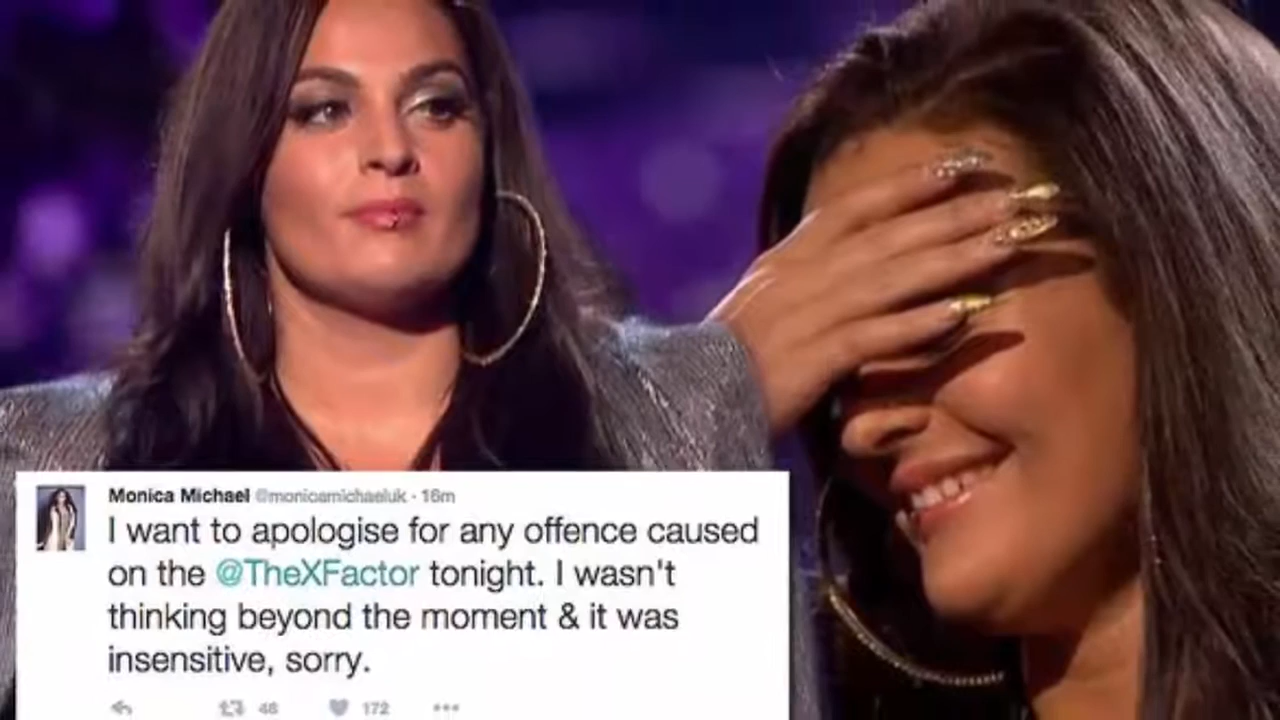 Monica Michael @monicamichaeluk · 16m
I want to apologise for any offence caused
on the @TheXFactor tonight. I wasn't
thinking beyond the moment & it was
insensitive, sorry.
48 172